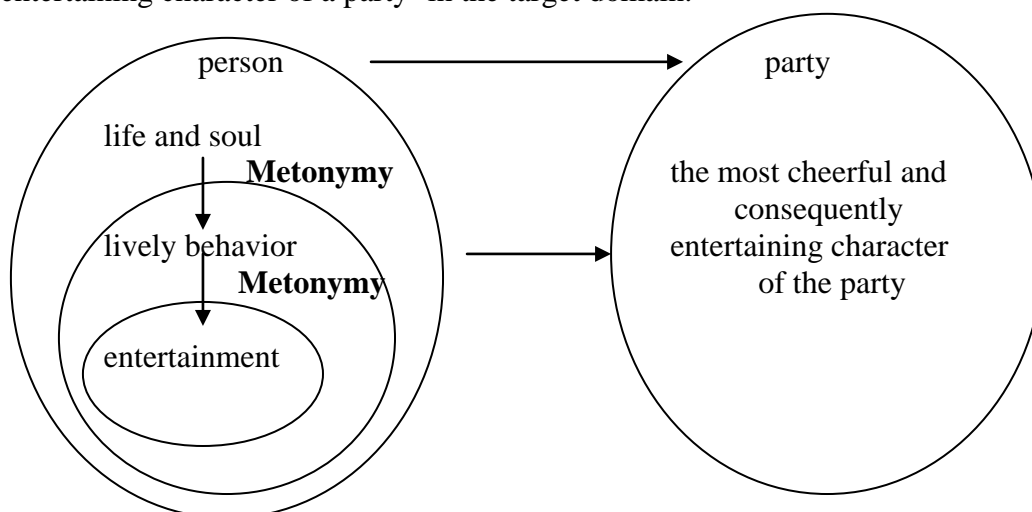 entertaining character of a party" in the target domain.
person
party
life and soul
Metonymy
the most cheerful and
consequently
entertaining character
of the party
lively behavior
Metonymy
entertainment